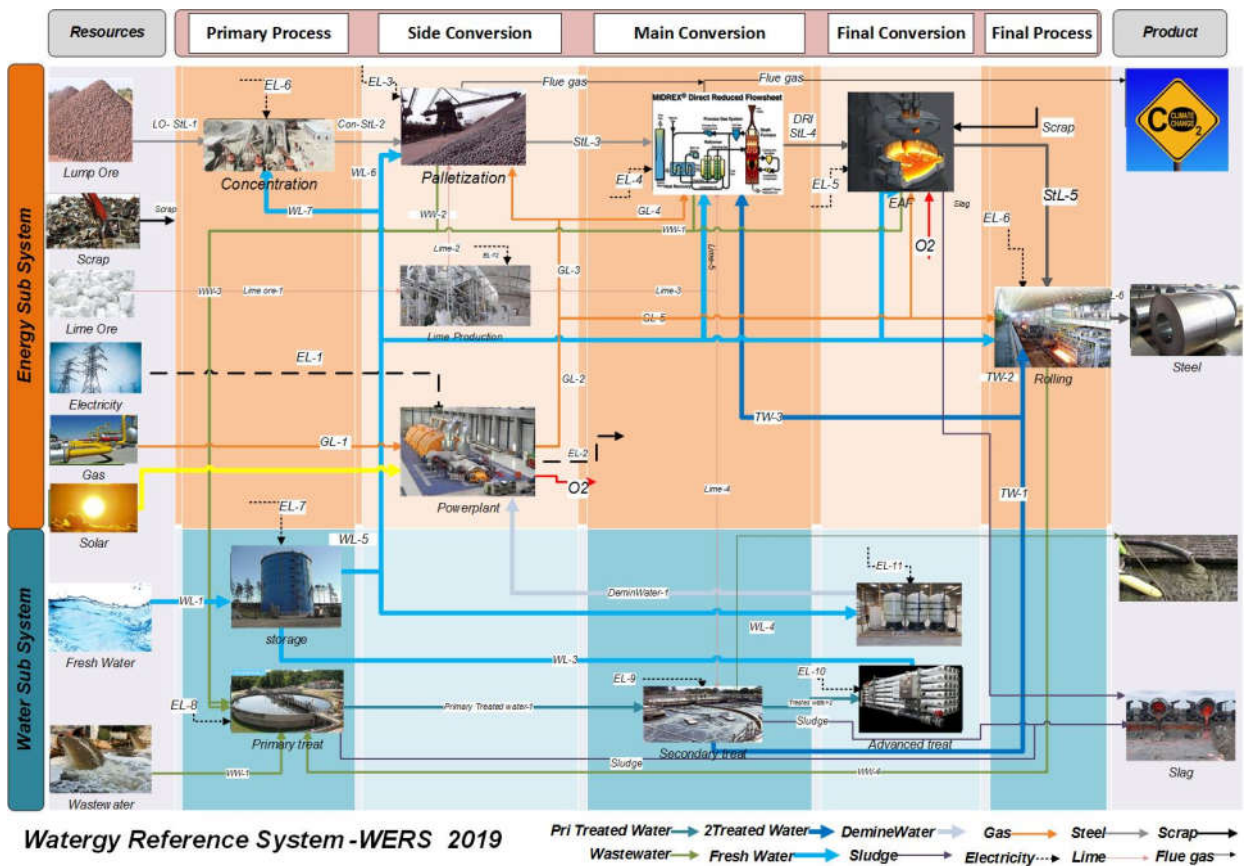 Resources
Primary Process
Side Conversion
Main Conversion
Final Conversion
Final Process
Product
Energy Sub System
Water Sub System
Lump Ore
Scrap
Lime Ore
Electricity
Gas
Solar
Fresh Water
Wastewater
LO- StL-1
EL-6
Con-StL-2
EL-3
Flue gas
Flue gas
MIDREX® Direct Reduced Flowsheet
DRI
StL-4
Scrap
CLIMATE
CHANGE
C
O
2
StL-3
Concentration
Palletization
WL-6
WL-7
EL-4
EL-5
EAF
Slag
StL-5
Scrap
WW-2
GL-4
WW-1
O2
EL-6
Lime-2
GL-3
Lime-5
WW-3
Lime ore-1
Lime-3
Lime Production
GL-5
Rolling
Steel
EL-1
GL-2
TW-2
TW-3
GL-1
EL-2
O2
Powerplant
Lime-4
TW-1
EL-7
WL-5
EL-11
WL-1
storage
DeminWater-1
WL-4
WL-3
EL-9
EL-10
EL-8
Primary Treated water-1
Primary treat
Secondary treat
Sludge
Advanced treat
Sludge
WW-1
Slag
Watergy Reference System -WERS 2019
Pri Treated Water
2Treated Water
DemineWater
Gas
Steel
Scrap
Wastewater
Fresh Water
Sludge
Electricity
Lime
Flue gas